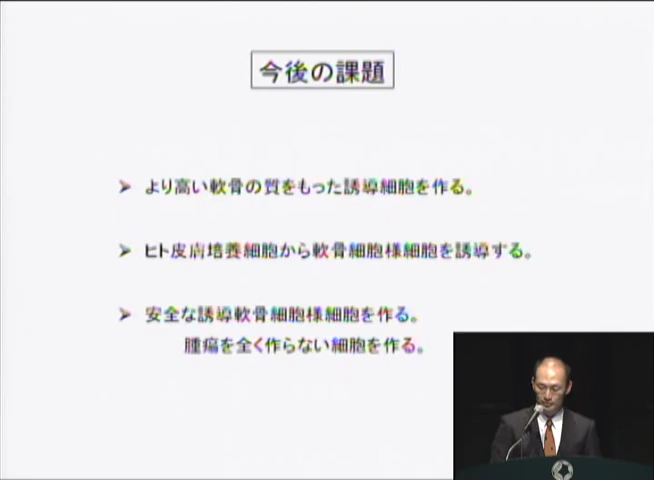 今後の課題
➤ より高い軟骨の質をもった誘導細胞を作る。
➤ ヒト皮膚培養細胞から軟骨細胞様細胞を誘導する。
➤ 安全な誘導軟骨細胞様細胞を作る。
腫瘍を全く作らない細胞を作る。